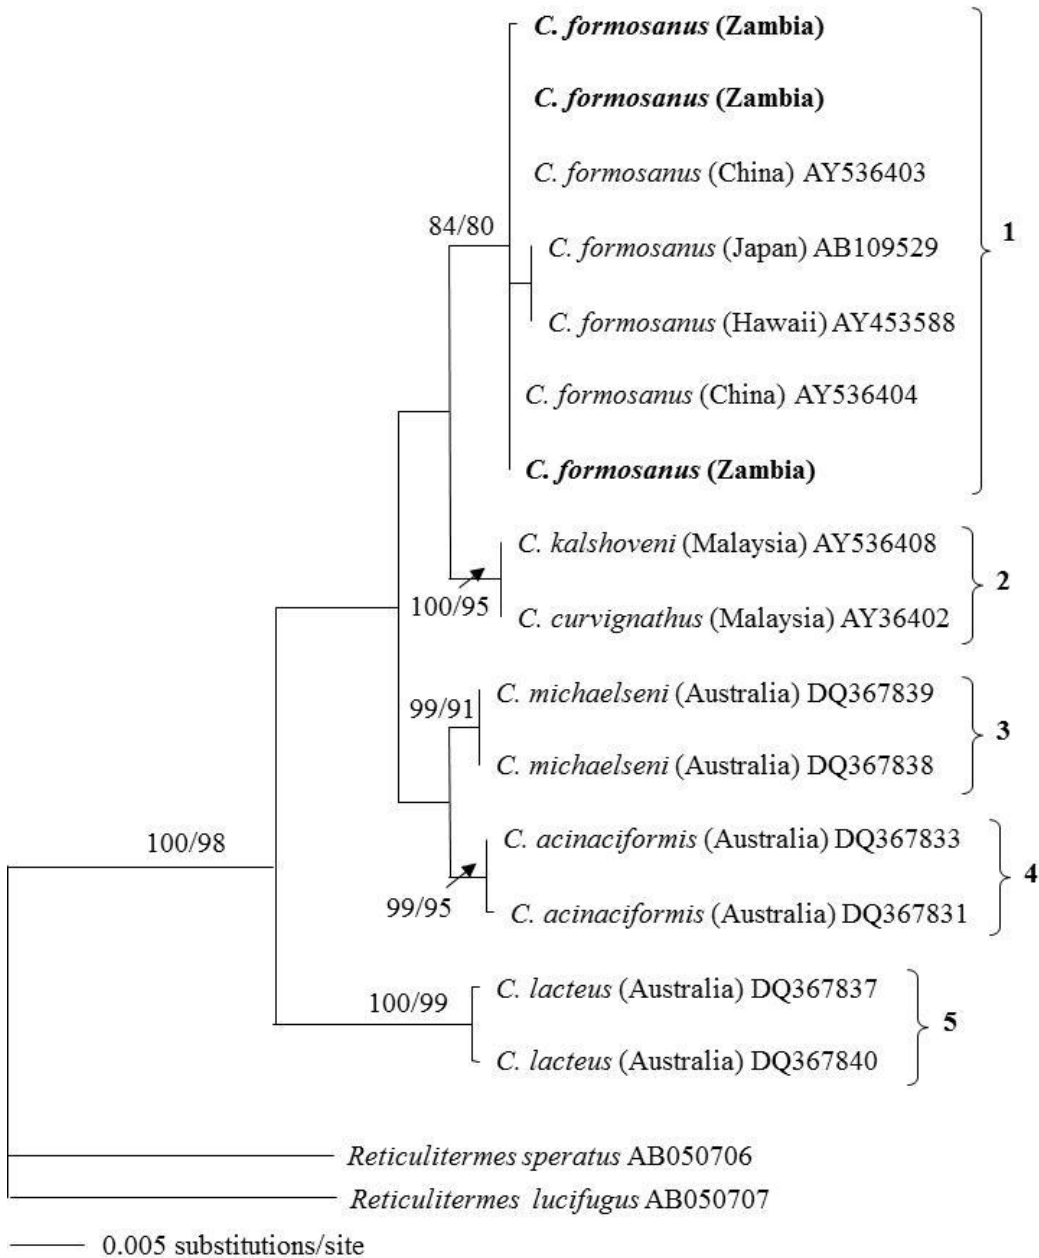 C. formosanus (Zambia)
C. formosanus (Zambia)
C. formosanus (China) AY536403
1
84/80
C. formosanus (Japan) AB109529
C. formosanus (Hawaii) AY453588
C. formosanus (China) AY536404
C. formosanus (Zambia)
C. kalshoveni (Malaysia) AY536408
2
100/95
C. curvignathus (Malaysia) AY36402
C. michaelseni (Australia) DQ367839
99/91
3
C. michaelseni (Australia) DQ367838
C. acinaciformis (Australia) DQ367833
100/98
4
99/95
C. acinaciformis (Australia) DQ367831
C. lacteus (Australia) DQ367837
100/99
5
C. lacteus (Australia) DQ367840
Reticulitermes speratus AB050706
Reticulitermes lucifugus AB050707
0.005 substitutions/site